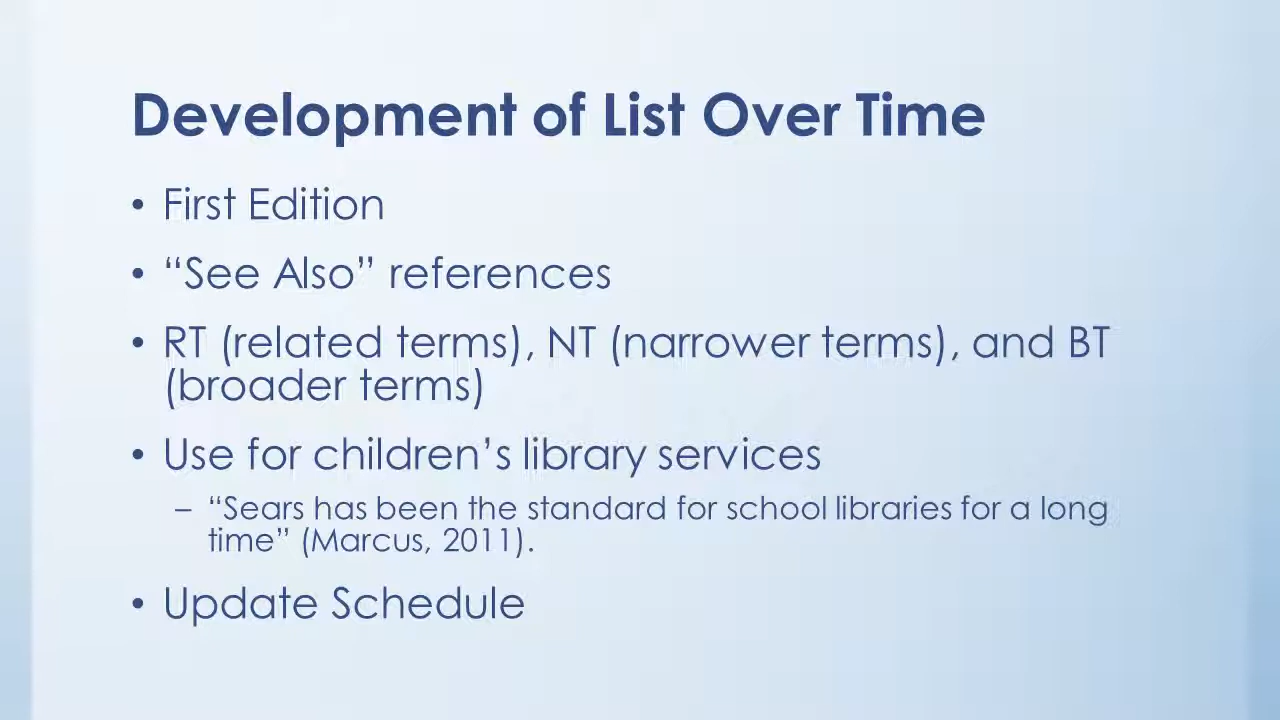 Development of List Over Time
• First Edition
• “See Also” references
• RT (related terms), NT (narrower terms), and BT
(broader terms)
• Use for children’s library services
– “Sears has been the standard for school libraries for a long
time” (Marcus, 2011).
• Update Schedule